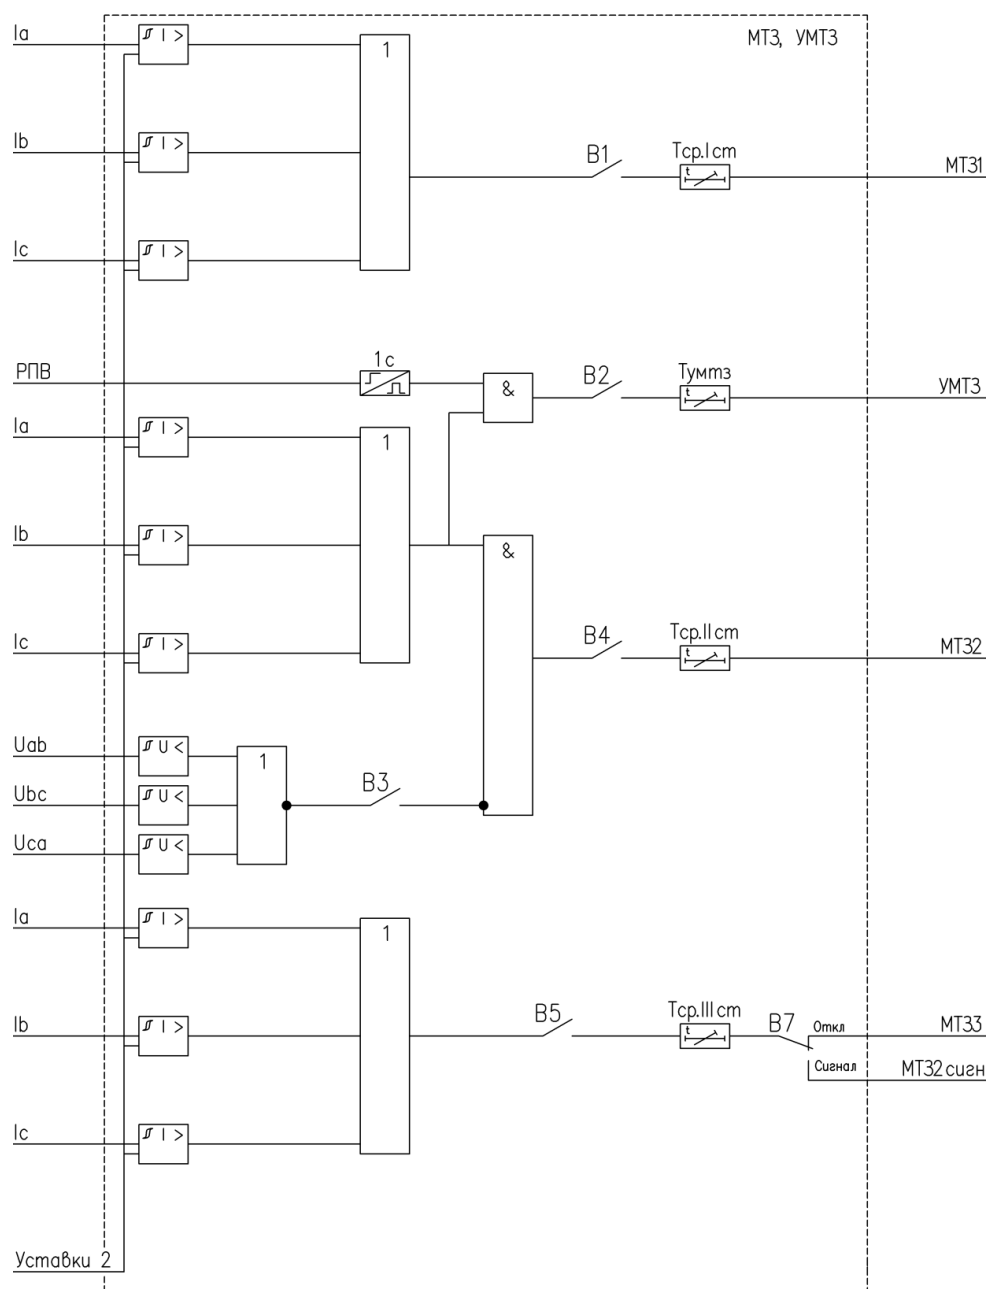 МТЗ, УМТЗ
Ia
I >
1
Ib
I >
B1
Тср.I ст
t
МТЗ1
Ic
I >
РПВ
1с
&
B2
Тумтз
t
УМТЗ
Ia
I >
1
Ib
I >
&
Ic
I >
B4
Тср.II ст
t
МТЗ2
Uab
U <
1
Ubc
U <
B3
Uca
U <
Ia
I >
1
Ib
I >
B5
Тср.III ст
t
B7
Откл
МТЗ3
Сигнал
МТЗ2 сигн
Ic
I >
Уставки 2